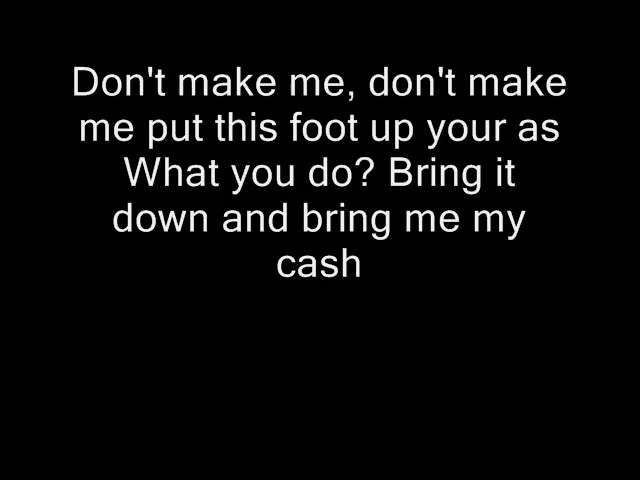 Don't make me, don't make
me put this foot up your as
What you do? Bring it
down and bring me my
cash